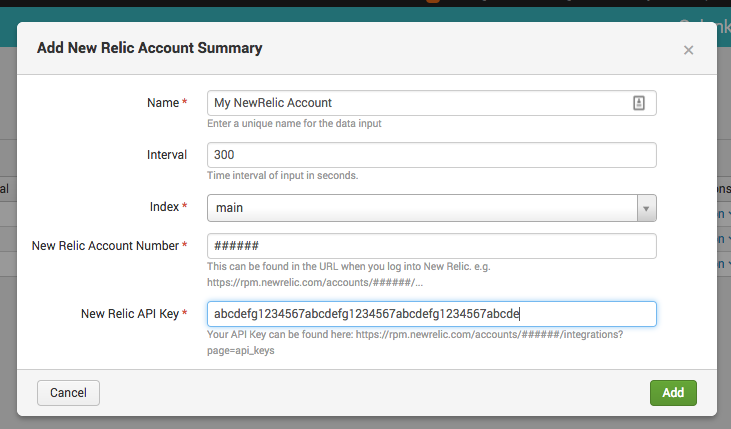 Add New Relic Account Summary
×
Name *
My NewRelic Account
Enter a unique name for the data input
Interval
300
Time interval of input in seconds.
Index *
main
New Relic Account Number *
######
This can be found in the URL when you log into New Relic. e.g.
https://rpm.newrelic.com/accounts/######/...
New Relic API Key *
abcdefg1234567abcdefg1234567abcdefg1234567abcde
Your API Key can be found here: https://rpm.newrelic.com/accounts/######/integrations?
page=api_keys
Cancel
Add